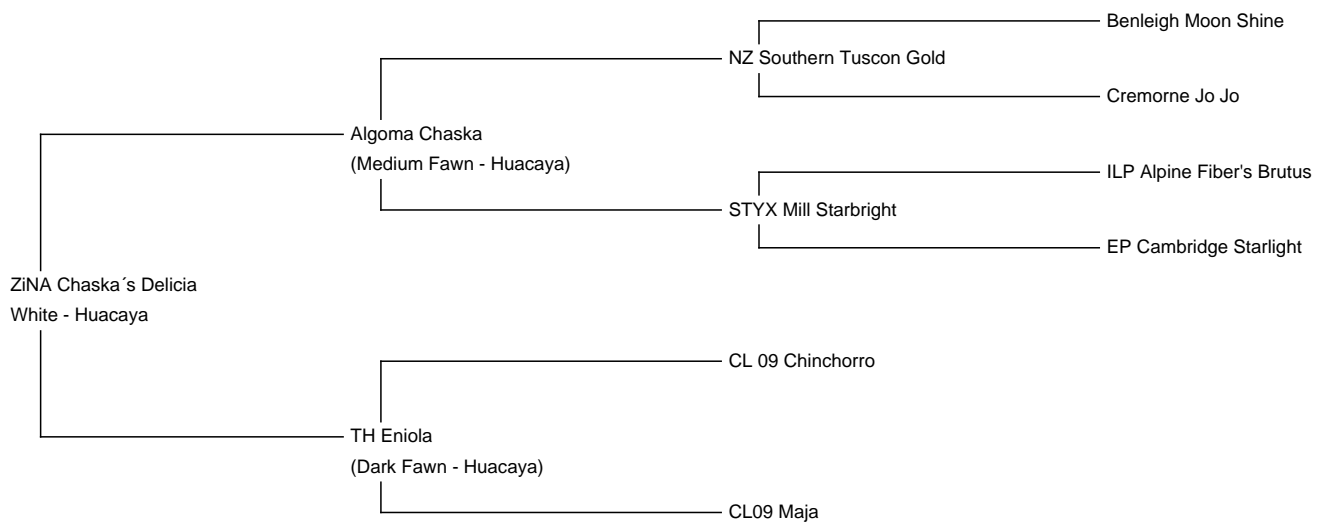 Benleigh Moon Shine
NZ Southern Tuscon Gold
Cremorne Jo Jo
Algoma Chaska
(Medium Fawn - Huacaya)
ILP Alpine Fiber's Brutus
STYX Mill Starbright
EP Cambridge Starlight
ZiNA Chaska´s Delicia
White - Huacaya
CL 09 Chinchorro
TH Eniola
(Dark Fawn - Huacaya)
CL09 Maja